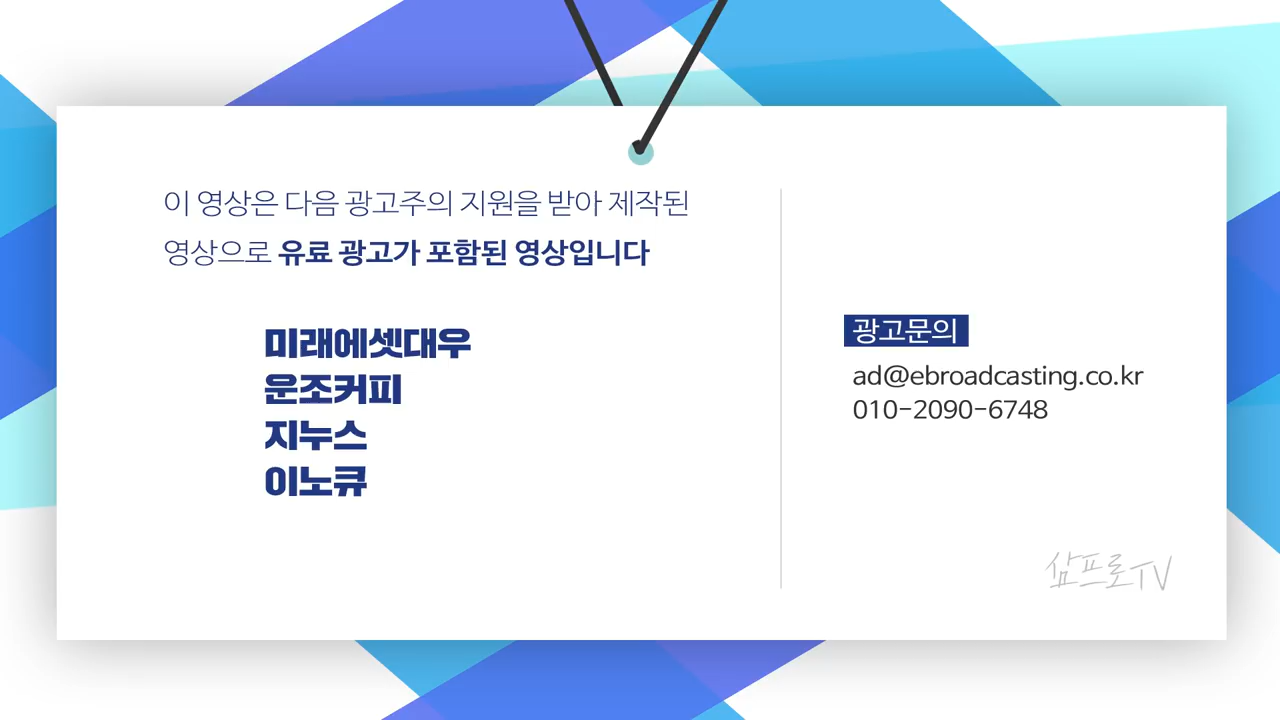 이 영상은 다음 광고주의 지원을 받아 제작된
영상으로 유료 광고가 포함된 영상입니다
미래에셋대우
운조커피
지누스
이노큐
광고문의
ad@ebroadcasting.co.kr
010-2090-6748
삼프로TV